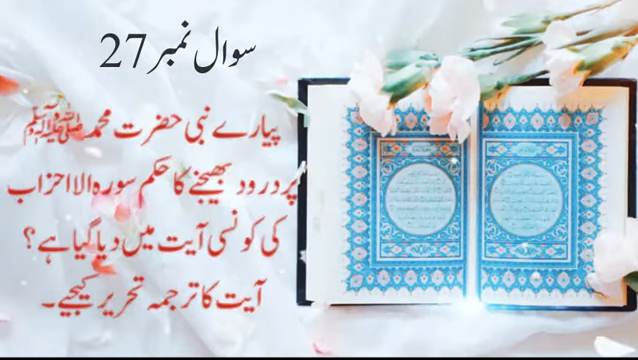 سوال نمبر 27
پیارے نبی حضرت محمد ﷺ
پر درود بھیجنے کا حکم سورہ الاحزاب
کی کونسی آیت میں دیا گیا ہے؟
آیت کا ترجمہ تحریر کیجیے۔